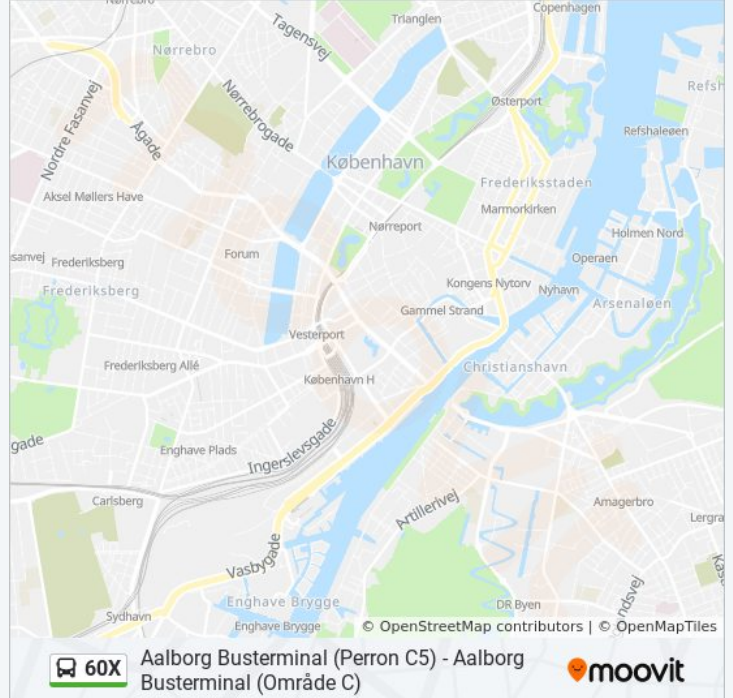 Nørrebro
Copenhagen
Trianglen
Tagensvej
Nørrebro
Refsh
Østerport
Nordre Fasanvej
Nørrebrogade
Ågade
Refshaleøen
København
Frederiksstaden
Aksel Møllers Have
Marmorkirken
Nørreport
Holmen Nord
sanvej
Frederiksberg
Forum
Operaen
Kongens Nytorv
Nyhavn
Frederiksberg
Arsenaløen
Gammel Strand
Vesterport
Frederiksberg Allé
Christianshavn
København H
gade
Enghave Plads
Ingerslevsgade
Carlsberg
Artillerivej
Amagerbro
Lergra
Vasbygade
Kas
ndsvej
Enghave Brygge
DR Byen
Sydhavn
Enghave Brygge
© OpenStreetMap contributors | © OpenMapTiles
60X
Aalborg Busterminal (Perron C5) - Aalborg
Busterminal (Område C)
moovit